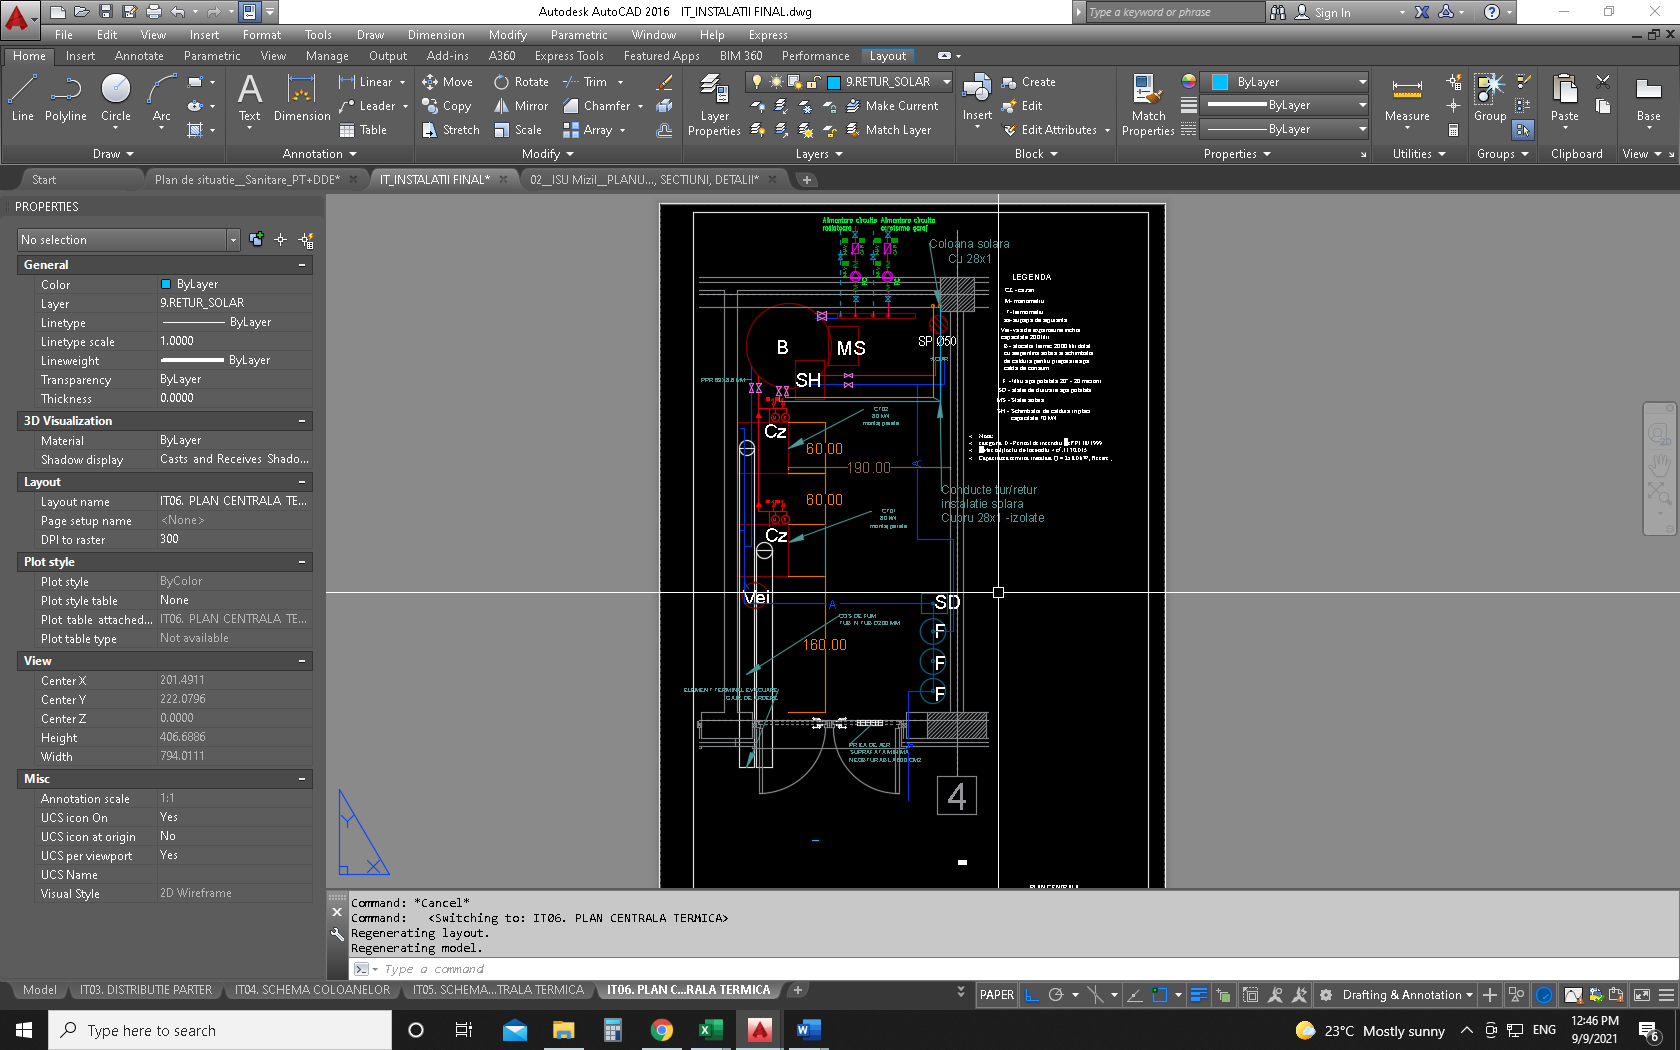 Autodesk AutoCAD 2016 IT_INSTALATII FINAL.dwg
Type a keyword or phrase
Sign In
File Edit View Insert Format Tools Draw Dimension Modify Parametric Window Help Express
Home Insert Annotate Parametric View Manage Output Add-ins A360 Express Tools Featured Apps BIM 360 Performance Layout
Line Polyline Circle Arc
Text Dimension
Linear
Leader
Table
Move Rotate Trim
Copy Mirror Chamfer
Stretch Scale Array
Layer Properties
9.RETUR_SOLAR
Make Current
Match Layer
Insert
Create
Edit
Edit Attributes
Match Properties
ByLayer
ByLayer
ByLayer
Measure
Group
Paste
Base
Draw Annotation Modify Layers Block Properties Utilities Groups Clipboard View
Start
Plan de situatie__Sanitare_PT+DDE*
IT_INSTALATII FINAL*
02__ISU Mizil__PLANU..., SECTIUNI, DETALII*
PROPERTIES
No selection
General
Color ByLayer
Layer 9.RETUR_SOLAR
Linetype ByLayer
Linetype scale 1.0000
Lineweight ByLayer
Transparency ByLayer
Thickness 0.0000
3D Visualization
Material ByLayer
Shadow display Casts and Receives Shado...
Layout
Layout name IT06. PLAN CENTRALA TE...
Page setup name <None>
DPI to raster 300
Plot style
Plot style ByColor
Plot style table None
Plot table attached... IT06. PLAN CENTRALA TE...
Plot table type Not available
View
Center X 201.4911
Center Y 222.0796
Center Z 0.0000
Height 406.6886
Width 794.0111
Misc
Annotation scale 1:1
UCS icon On Yes
UCS icon at origin No
UCS per viewport Yes
UCS Name
Visual Style 2D Wireframe
Coloana solara
Cu 28x1
LEGENDA
B
MS
SP Ø50
SH
Cz
60.00
190.00
60.00
Conducte tur/retur
instalatie solara
Cupru 28x1 -izolate
Cz
Vei
A
SD
F
160.00
F
F
4
Y
X
Command: *Cancel*
Command: <Switching to: IT06. PLAN CENTRALA TERMICA>
Regenerating layout.
Regenerating model.
Type a command
Model
IT03. DISTRIBUTIE PARTER
IT04. SCHEMA COLOANELOR
IT05. SCHEMA...TRALA TERMICA
IT06. PLAN C...RALA TERMICA
PAPER
Drafting & Annotation
Type here to search
23°C Mostly sunny
ENG
12:46 PM
9/9/2021
6